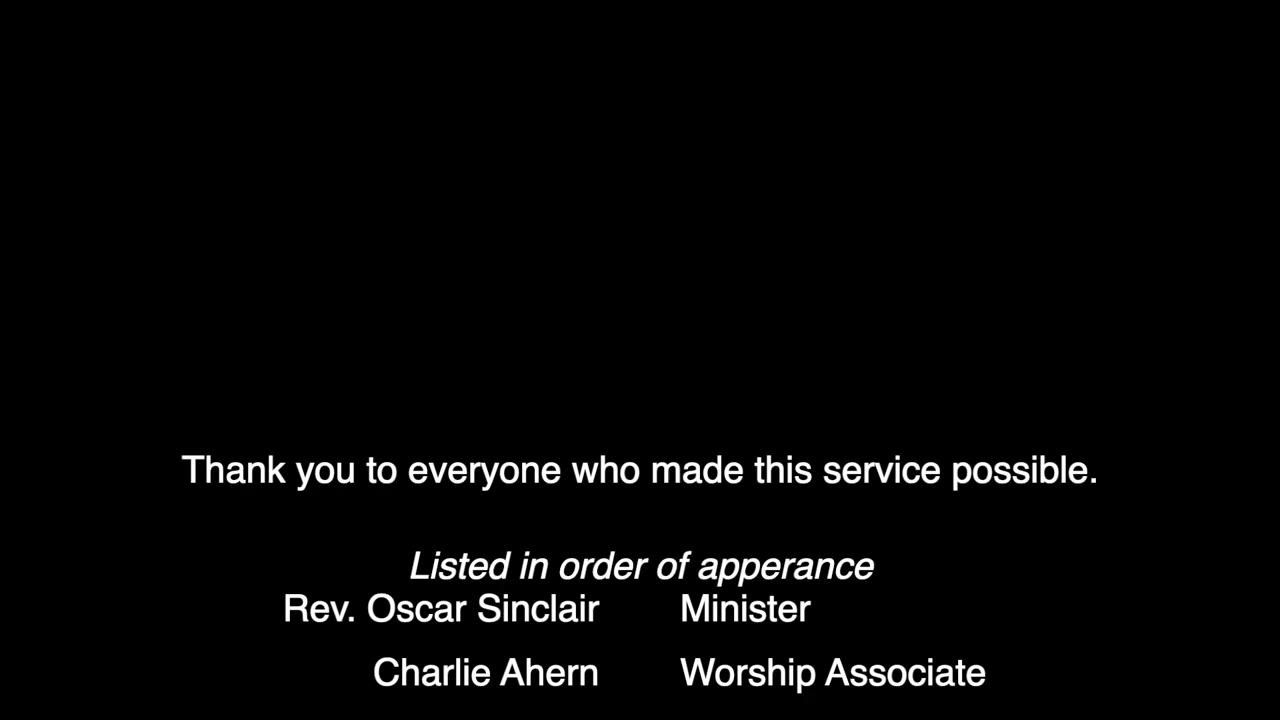 Thank you to everyone who made this service possible.
Listed in order of apperance
Rev. Oscar Sinclair Minister
Charlie Ahern Worship Associate